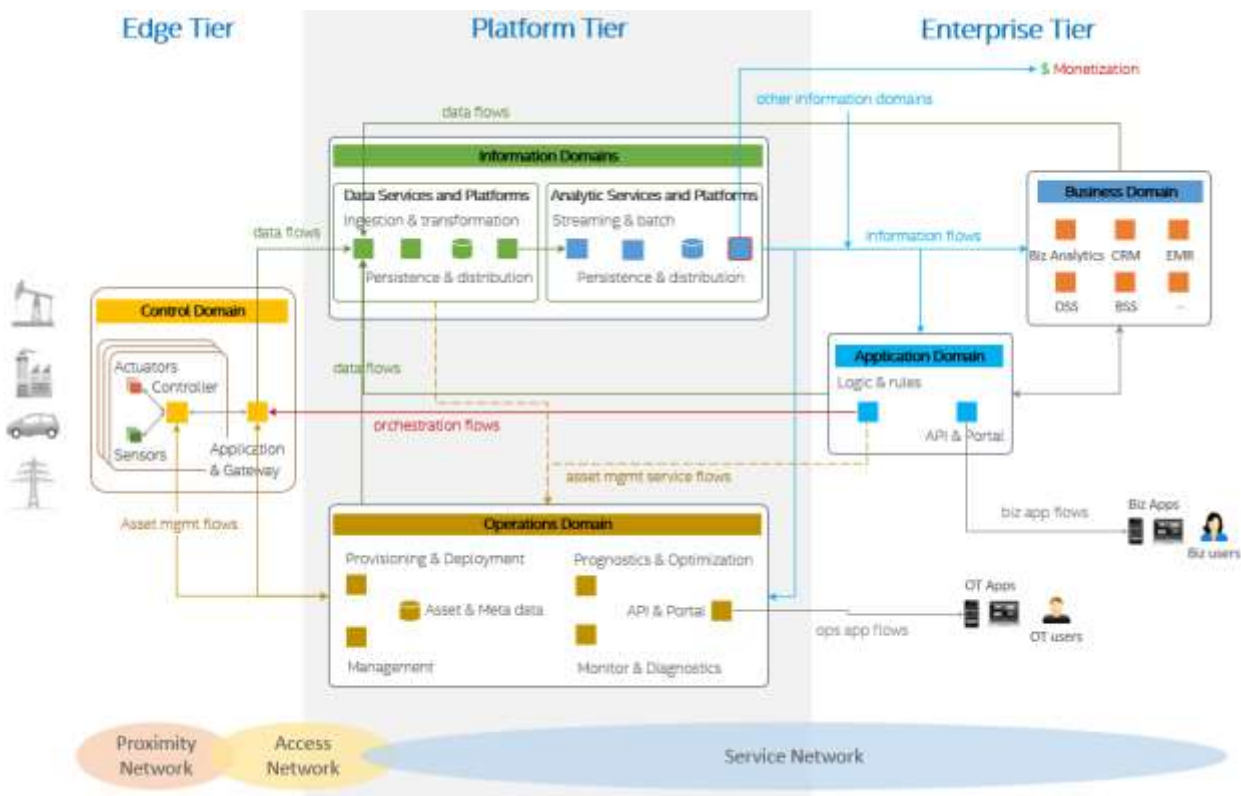 Edge Tier
Platform Tier
Enterprise Tier
$ Monetization
other information domains
data flows
Information Domains
Data Services and Platforms
Analytic Services and Platforms
Ingestion & transformation
Streaming & batch
Persistence & distribution
Persistence & distribution
data flows
information flows
Business Domain
Biz Analytics
CRM
EMR
OSS
BSS
...
Control Domain
Actuators
Controller
Sensors
Application
& Gateway
data flows
Application Domain
Logic & rules
API & Portal
orchestration flows
asset mgmt service flows
Asset mgmt flows
Operations Domain
Provisioning & Deployment
Prognostics & Optimization
Asset & Meta data
API & Portal
Management
Monitor & Diagnostics
biz app flows
Biz Apps
Biz users
OT Apps
ops app flows
OT users
Proximity
Network
Access
Network
Service Network